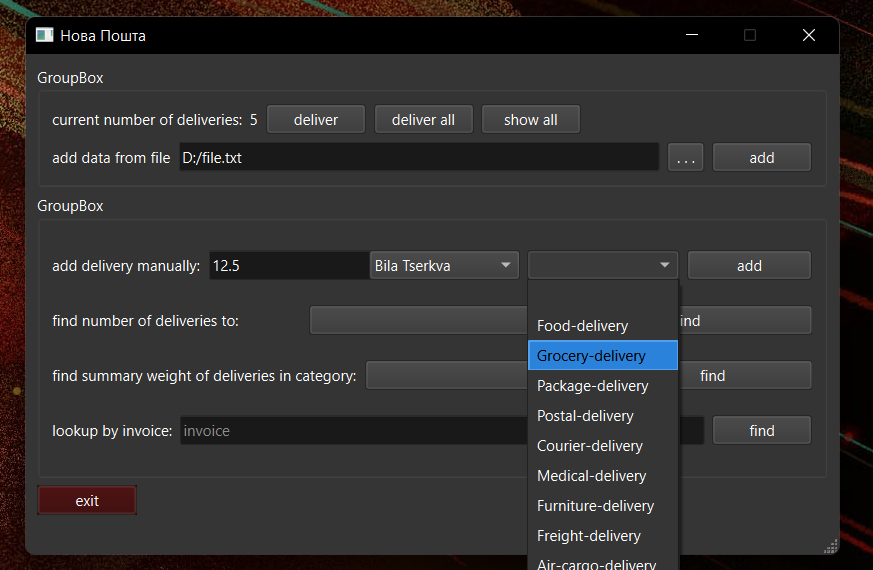 Нова Пошта
GroupBox
current number of deliveries: 5 deliver deliver all show all
add data from file D:/file.txt ... add
GroupBox
add delivery manually: 12.5 Bila Tserkva add
find number of deliveries to: ind
Food-delivery
Grocery-delivery
find summary weight of deliveries in category: find
Package-delivery
Postal-delivery
lookup by invoice: invoice find
Courier-delivery
Medical-delivery
exit
Furniture-delivery
Freight-delivery
Air-cargo-delivery